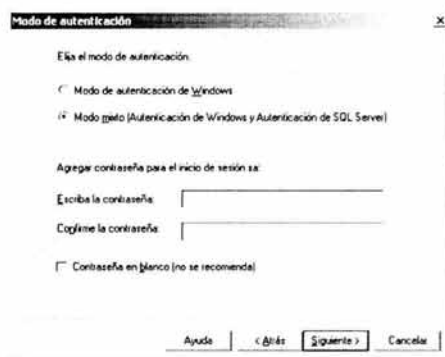 Modo de autenticación
Elija el modo de autenticación.
Modo de autenticación de Windows
Modo mixto (Autenticación de Windows y Autenticación de SQL Server)
Agregar contraseña para el inicio de sesión sa:
Escriba la contraseña:
Confirme la contraseña:
Contraseña en blanco (no se recomienda)
Ayuda < Atrás Siguiente > Cancelar